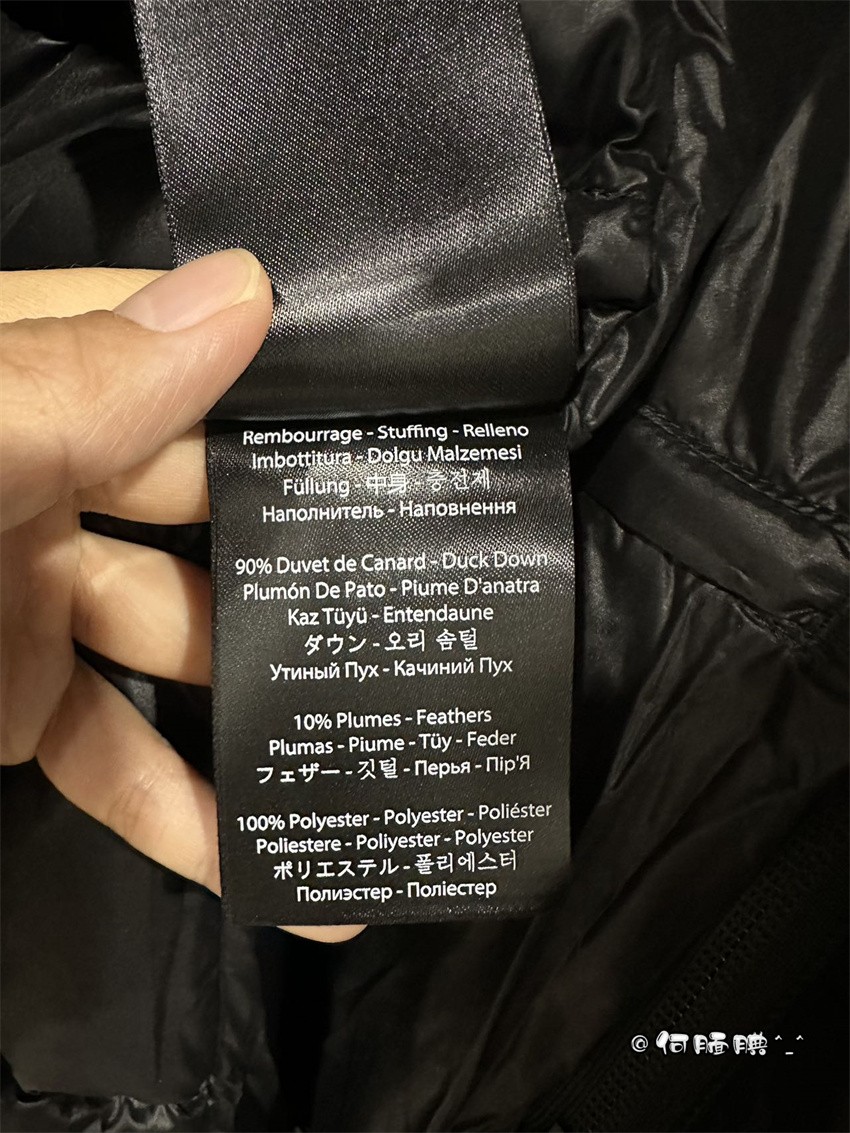 Rembourrage - Stuffing - Relleno
Imbottitura - Dolgu Malzemesi
Füllung - 中身 - 충전제
Наполнитель - Наповнення
90% Duvet de Canard - Duck Down
Plumón De Pato - Piume D'anatra
Kaz Tüyü - Entendaune
ダウン - 오리 솜털
Утиный Пух - Качиний Пух
10% Plumes - Feathers
Plumas - Piume - Tüy - Feder
フェザー - 깃털 - Перья - Пір'Я
100% Polyester - Polyester - Poliéster
Poliestere - Poliyester - Polyester
ポリエステル - 폴리에스터
Полиэстер - Поліестер